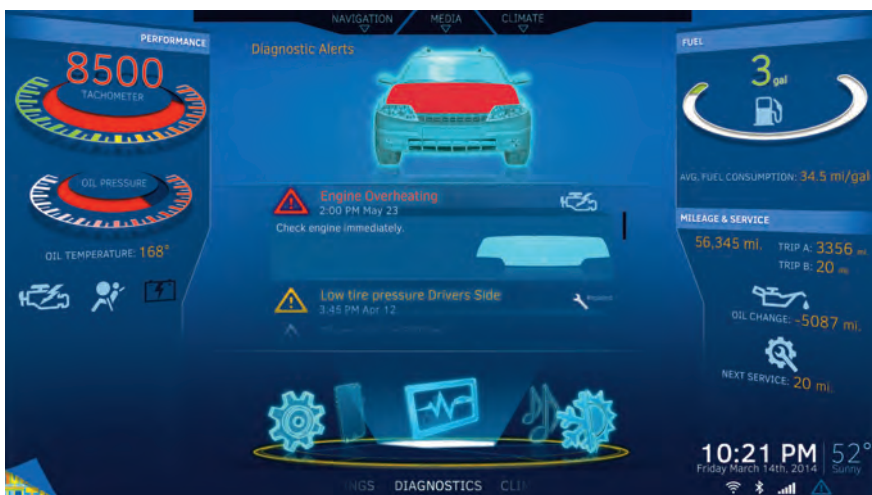 NAVIGATION
MEDIA
CLIMATE
PERFORMANCE
8500
TACHOMETER
OIL PRESSURE
OIL TEMPERATURE: 168°
Diagnostic Alerts
Engine Overheating
2:00 PM May 23
Check engine immediately.
Low tire pressure Drivers Side
3:45 PM Apr 12
NGS DIAGNOSTICS CLI
FUEL
3 gal
AVG. FUEL CONSUMPTION: 34.5 mi/gal
MILEAGE & SERVICE
56,345 mi. TRIP A: 3356 mi.
TRIP B: 20 mi.
OIL CHANGE: -5087 mi.
NEXT SERVICE: 20 mi.
10:21 PM 52°
Friday March 14th, 2014 Sunny